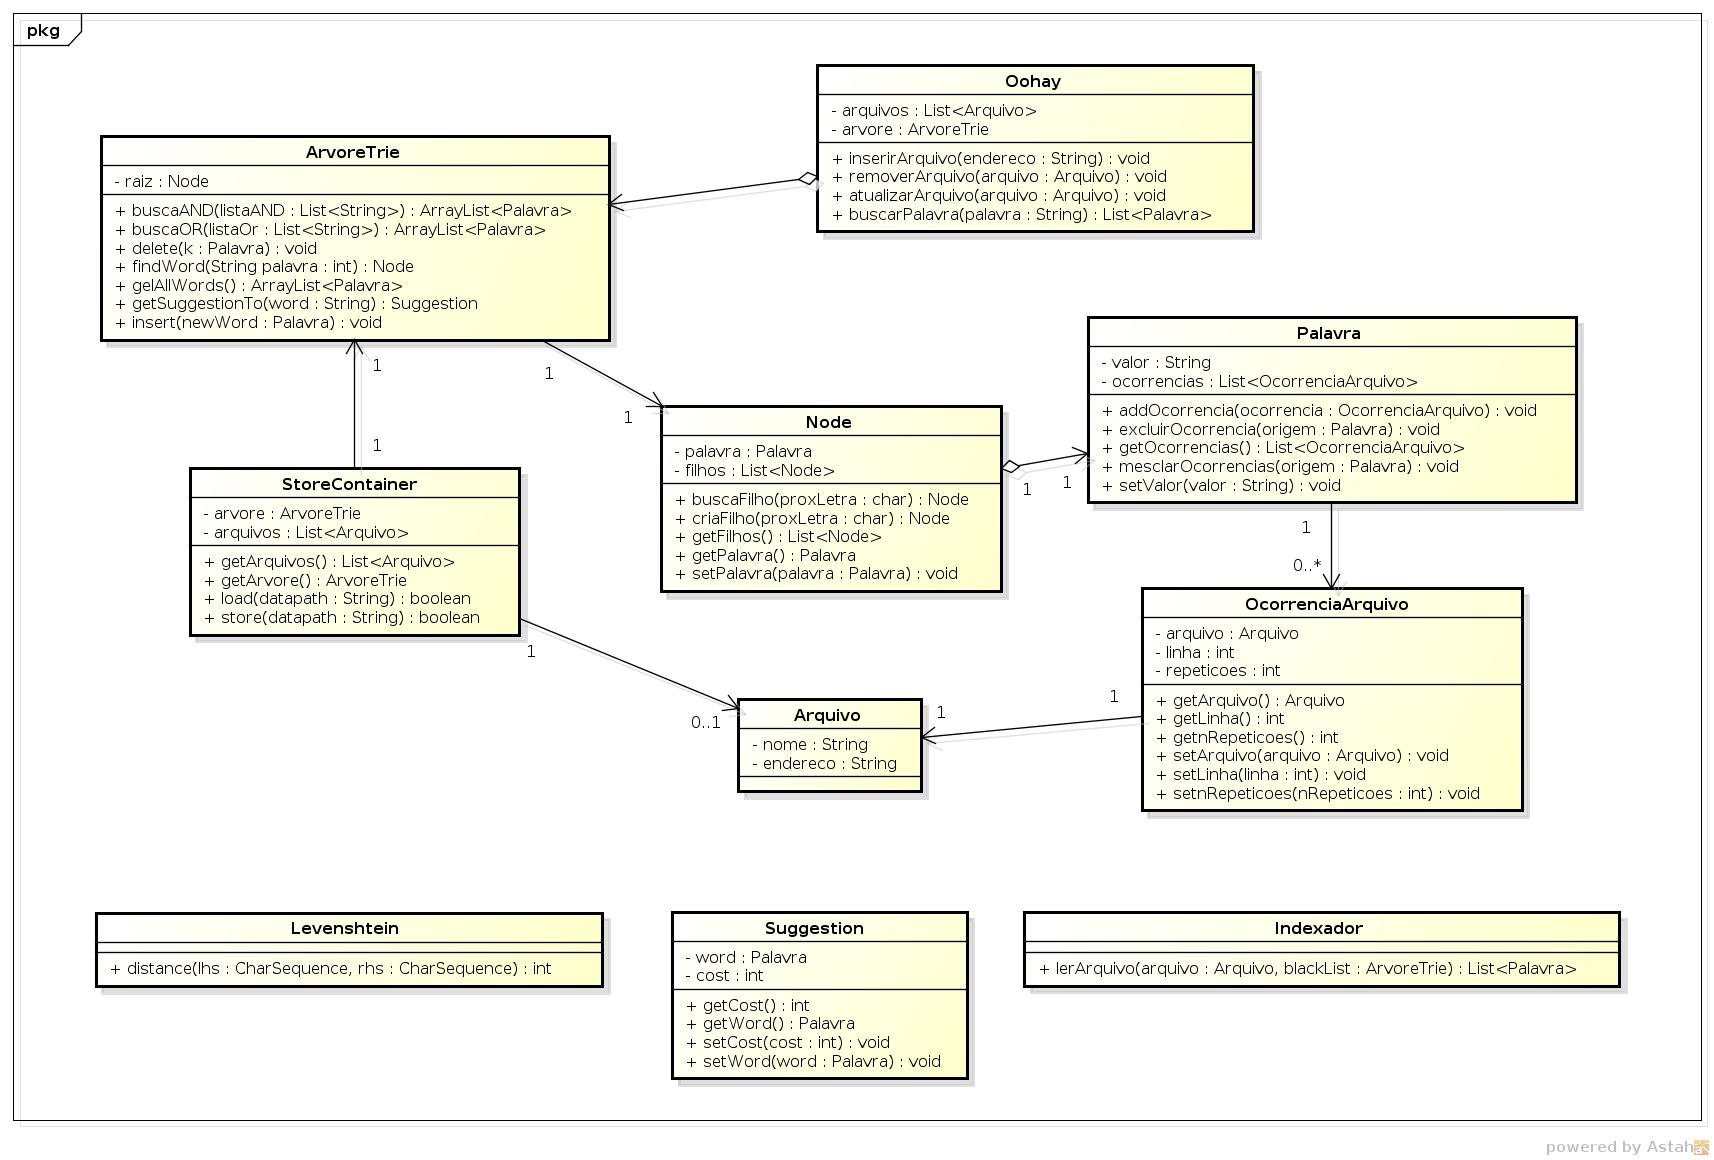 pkg
Oohay
- arquivos : List<Arquivo>
- arvore : ArvoreTrie
+ inserirArquivo(endereco : String) : void
+ removerArquivo(arquivo : Arquivo) : void
+ atualizarArquivo(arquivo : Arquivo) : void
+ buscarPalavra(palavra : String) : List<Palavra>
ArvoreTrie
- raiz : Node
+ buscaAND(listaAND : List<String>) : ArrayList<Palavra>
+ buscaOR(listaOr : List<String>) : ArrayList<Palavra>
+ delete(k : Palavra) : void
+ findWord(String palavra : int) : Node
+ gelAllWords() : ArrayList<Palavra>
+ getSuggestionTo(word : String) : Suggestion
+ insert(newWord : Palavra) : void
1
1
1
1
Palavra
- valor : String
- ocorrencias : List<OcorrenciaArquivo>
+ addOcorrencia(ocorrencia : OcorrenciaArquivo) : void
+ excluirOcorrencia(origem : Palavra) : void
+ getOcorrencias() : List<OcorrenciaArquivo>
+ mesclarOcorrencias(origem : Palavra) : void
+ setValor(valor : String) : void
Node
- palavra : Palavra
- filhos : List<Node>
+ buscaFilho(proxLetra : char) : Node
+ criaFilho(proxLetra : char) : Node
+ getFilhos() : List<Node>
+ getPalavra() : Palavra
+ setPalavra(palavra : Palavra) : void
1
1
StoreContainer
- arvore : ArvoreTrie
- arquivos : List<Arquivo>
+ getArquivos() : List<Arquivo>
+ getArvore() : ArvoreTrie
+ load(datapath : String) : boolean
+ store(datapath : String) : boolean
1
0..*
1
0..1
OcorrenciaArquivo
- arquivo : Arquivo
- linha : int
- repeticoes : int
+ getArquivo() : Arquivo
+ getLinha() : int
+ getnRepeticoes() : int
+ setArquivo(arquivo : Arquivo) : void
+ setLinha(linha : int) : void
+ setnRepeticoes(nRepeticoes : int) : void
1
1
Arquivo
- nome : String
- endereco : String
Levenshtein
+ distance(lhs : CharSequence, rhs : CharSequence) : int
Suggestion
- word : Palavra
- cost : int
+ getCost() : int
+ getWord() : Palavra
+ setCost(cost : int) : void
+ setWord(word : Palavra) : void
Indexador
+ lerArquivo(arquivo : Arquivo, blackList : ArvoreTrie) : List<Palavra>
powered by Astah